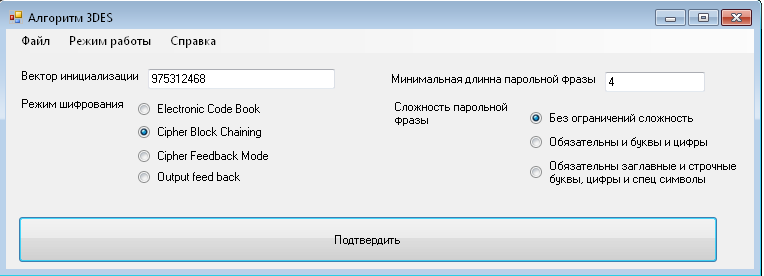 Алгоритм 3DES
Файл Режим работы Справка
Вектор инициализации 975312468
Минимальная длинна парольной фразы 4
Режим шифрования
Electronic Code Book
Cipher Block Chaining
Cipher Feedback Mode
Output feed back
Сложность парольной
фразы
Без ограничений сложность
Обязательны и буквы и цифры
Обязательны заглавные и строчные
буквы, цифры и спец символы
Подтвердить